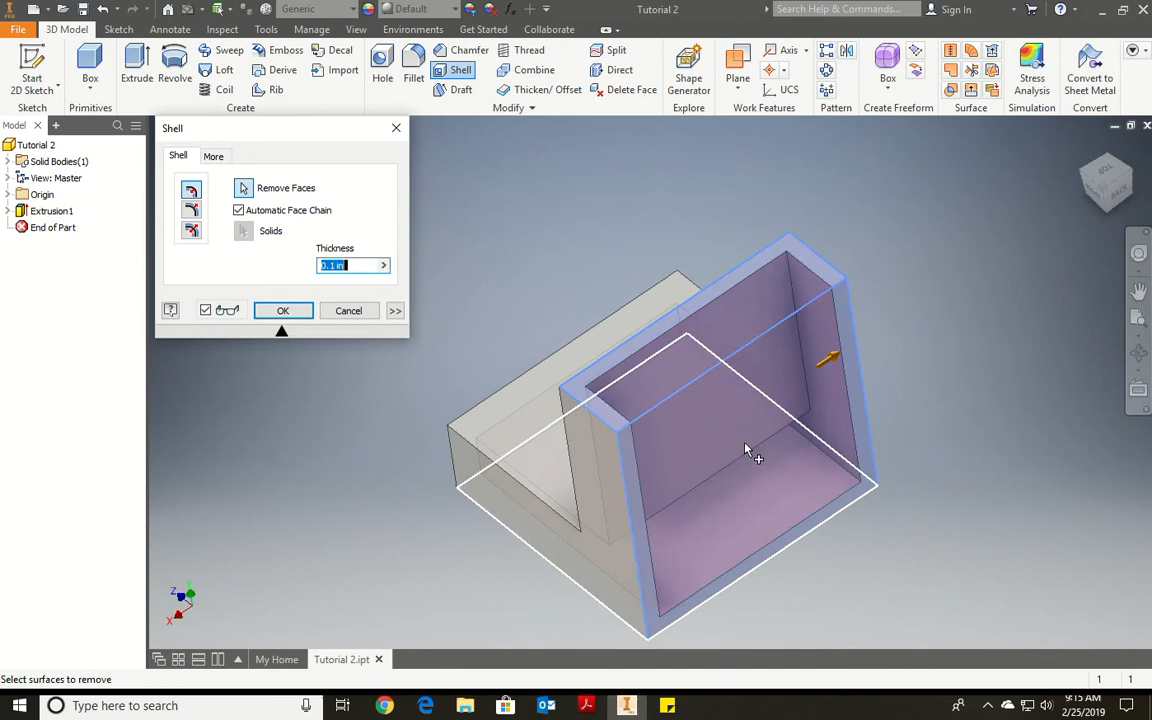 Generic
Default
Tutorial 2
Search Help & Commands...
Sign In
File
3D Model
Sketch
Annotate
Inspect
Tools
Manage
View
Environments
Get Started
Collaborate
Start
2D Sketch
Sketch
Box
Primitives
Extrude
Revolve
Sweep
Loft
Coil
Emboss
Derive
Rib
Decal
Import
Create
Hole
Fillet
Chamfer
Shell
Draft
Thread
Combine
Thicken/ Offset
Split
Direct
Delete Face
Modify
Shape
Generator
Explore
Plane
Axis
UCS
Work Features
Pattern
Box
Create Freeform
Surface
Stress
Analysis
Simulation
Convert to
Sheet Metal
Convert
Model
Tutorial 2
Solid Bodies(1)
View: Master
Origin
Extrusion1
End of Part
Shell
Shell
More
Remove Faces
Automatic Face Chain
Solids
Thickness
0.1 in
OK
Cancel
>>
BACK
Z
Y
X
My Home
Tutorial 2.ipt
Select surfaces to remove
1
1
Type here to search
9:15 AM
2/25/2019